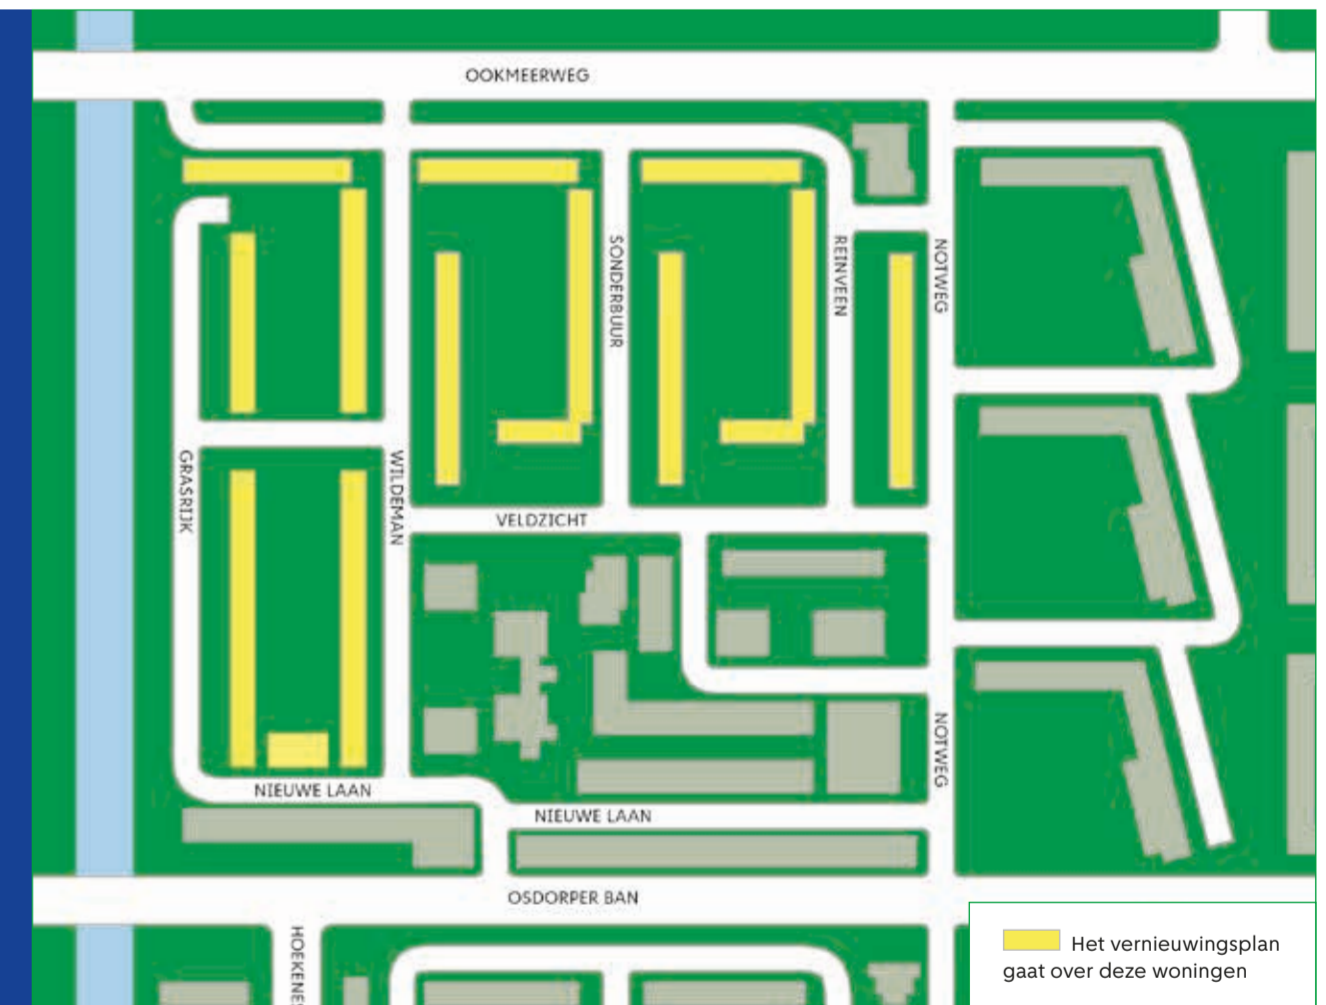 OOKMEERWEG
SONDERBUUR
REINVEEN
NOTWEG
GRASRIJK
WILDEMAN
VELDZICHT
NOTWEG
NIEUWE LAAN
NIEUWE LAAN
OSDORPER BAN
HOEKENES
Het vernieuwingsplan
gaat over deze woningen